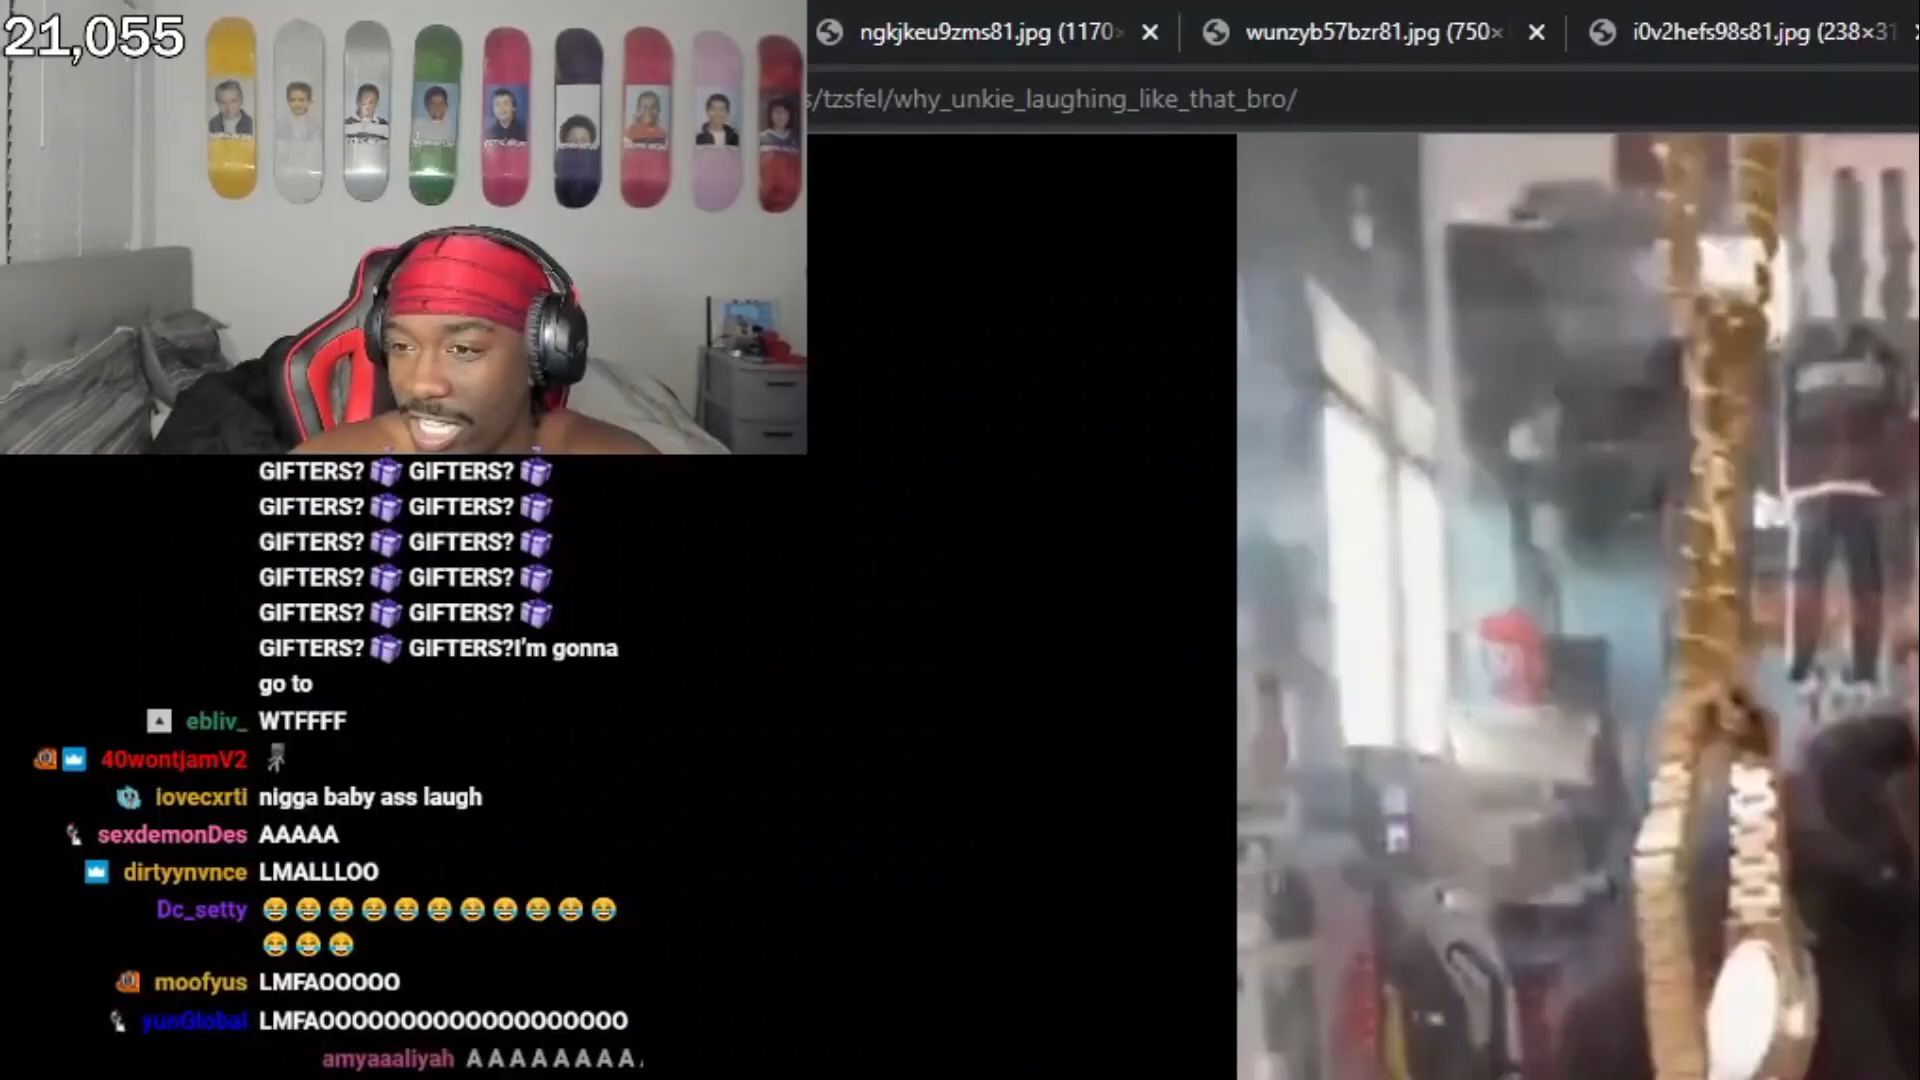 21,055
ngkjkeu9zms81.jpg (1170×
wunzyb57bzr81.jpg (750×
i0v2hefs98s81.jpg (238×31
s/tzsfel/why_unkie_laughing_like_that_bro/
GIFTERS? 🎁 GIFTERS? 🎁
GIFTERS? 🎁 GIFTERS? 🎁
GIFTERS? 🎁 GIFTERS? 🎁
GIFTERS? 🎁 GIFTERS? 🎁
GIFTERS? 🎁 GIFTERS? 🎁
GIFTERS? 🎁 GIFTERS?I'm gonna
go to
ebliv_ WTFFFF
40wontjamV2
iovecxrti nigga baby ass laugh
sexdemonDes AAAAA
dirtyynvnce LMALLLOO
Dc_setty 😂😂😂😂😂😂😂😂😂😂😂
😂😂😂
moofyus LMFAOOOOO
yunGlobal LMFAOOOOOOOOOOOOOOOOOOO
amyaaaliyah A A A A A A A A